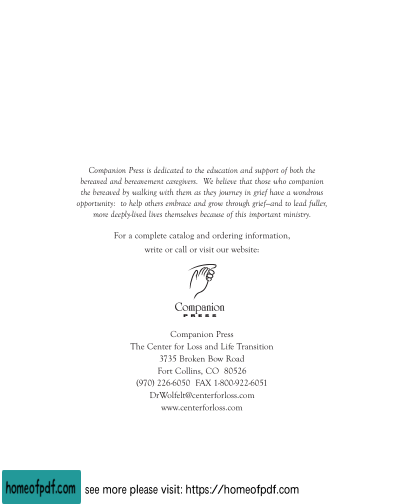 Companion Press is dedicated to the education and support of both the
bereaved and bereavement caregivers.  We believe that those who companion
the bereaved by walking with them as they journey in grief have a wondrous
opportunity:  to help others embrace and grow through grief–and to lead fuller,
more deeply-lived lives themselves because of this important ministry.
For a complete catalog and ordering information,
write or call or visit our website:
Companion
PRESS
Companion Press
The Center for Loss and Life Transition
3735 Broken Bow Road
Fort Collins, CO  80526
(970) 226-6050  FAX 1-800-922-6051
DrWolfelt@centerforloss.com
www.centerforloss.com
homeofpdf.com see more please visit: https://homeofpdf.com